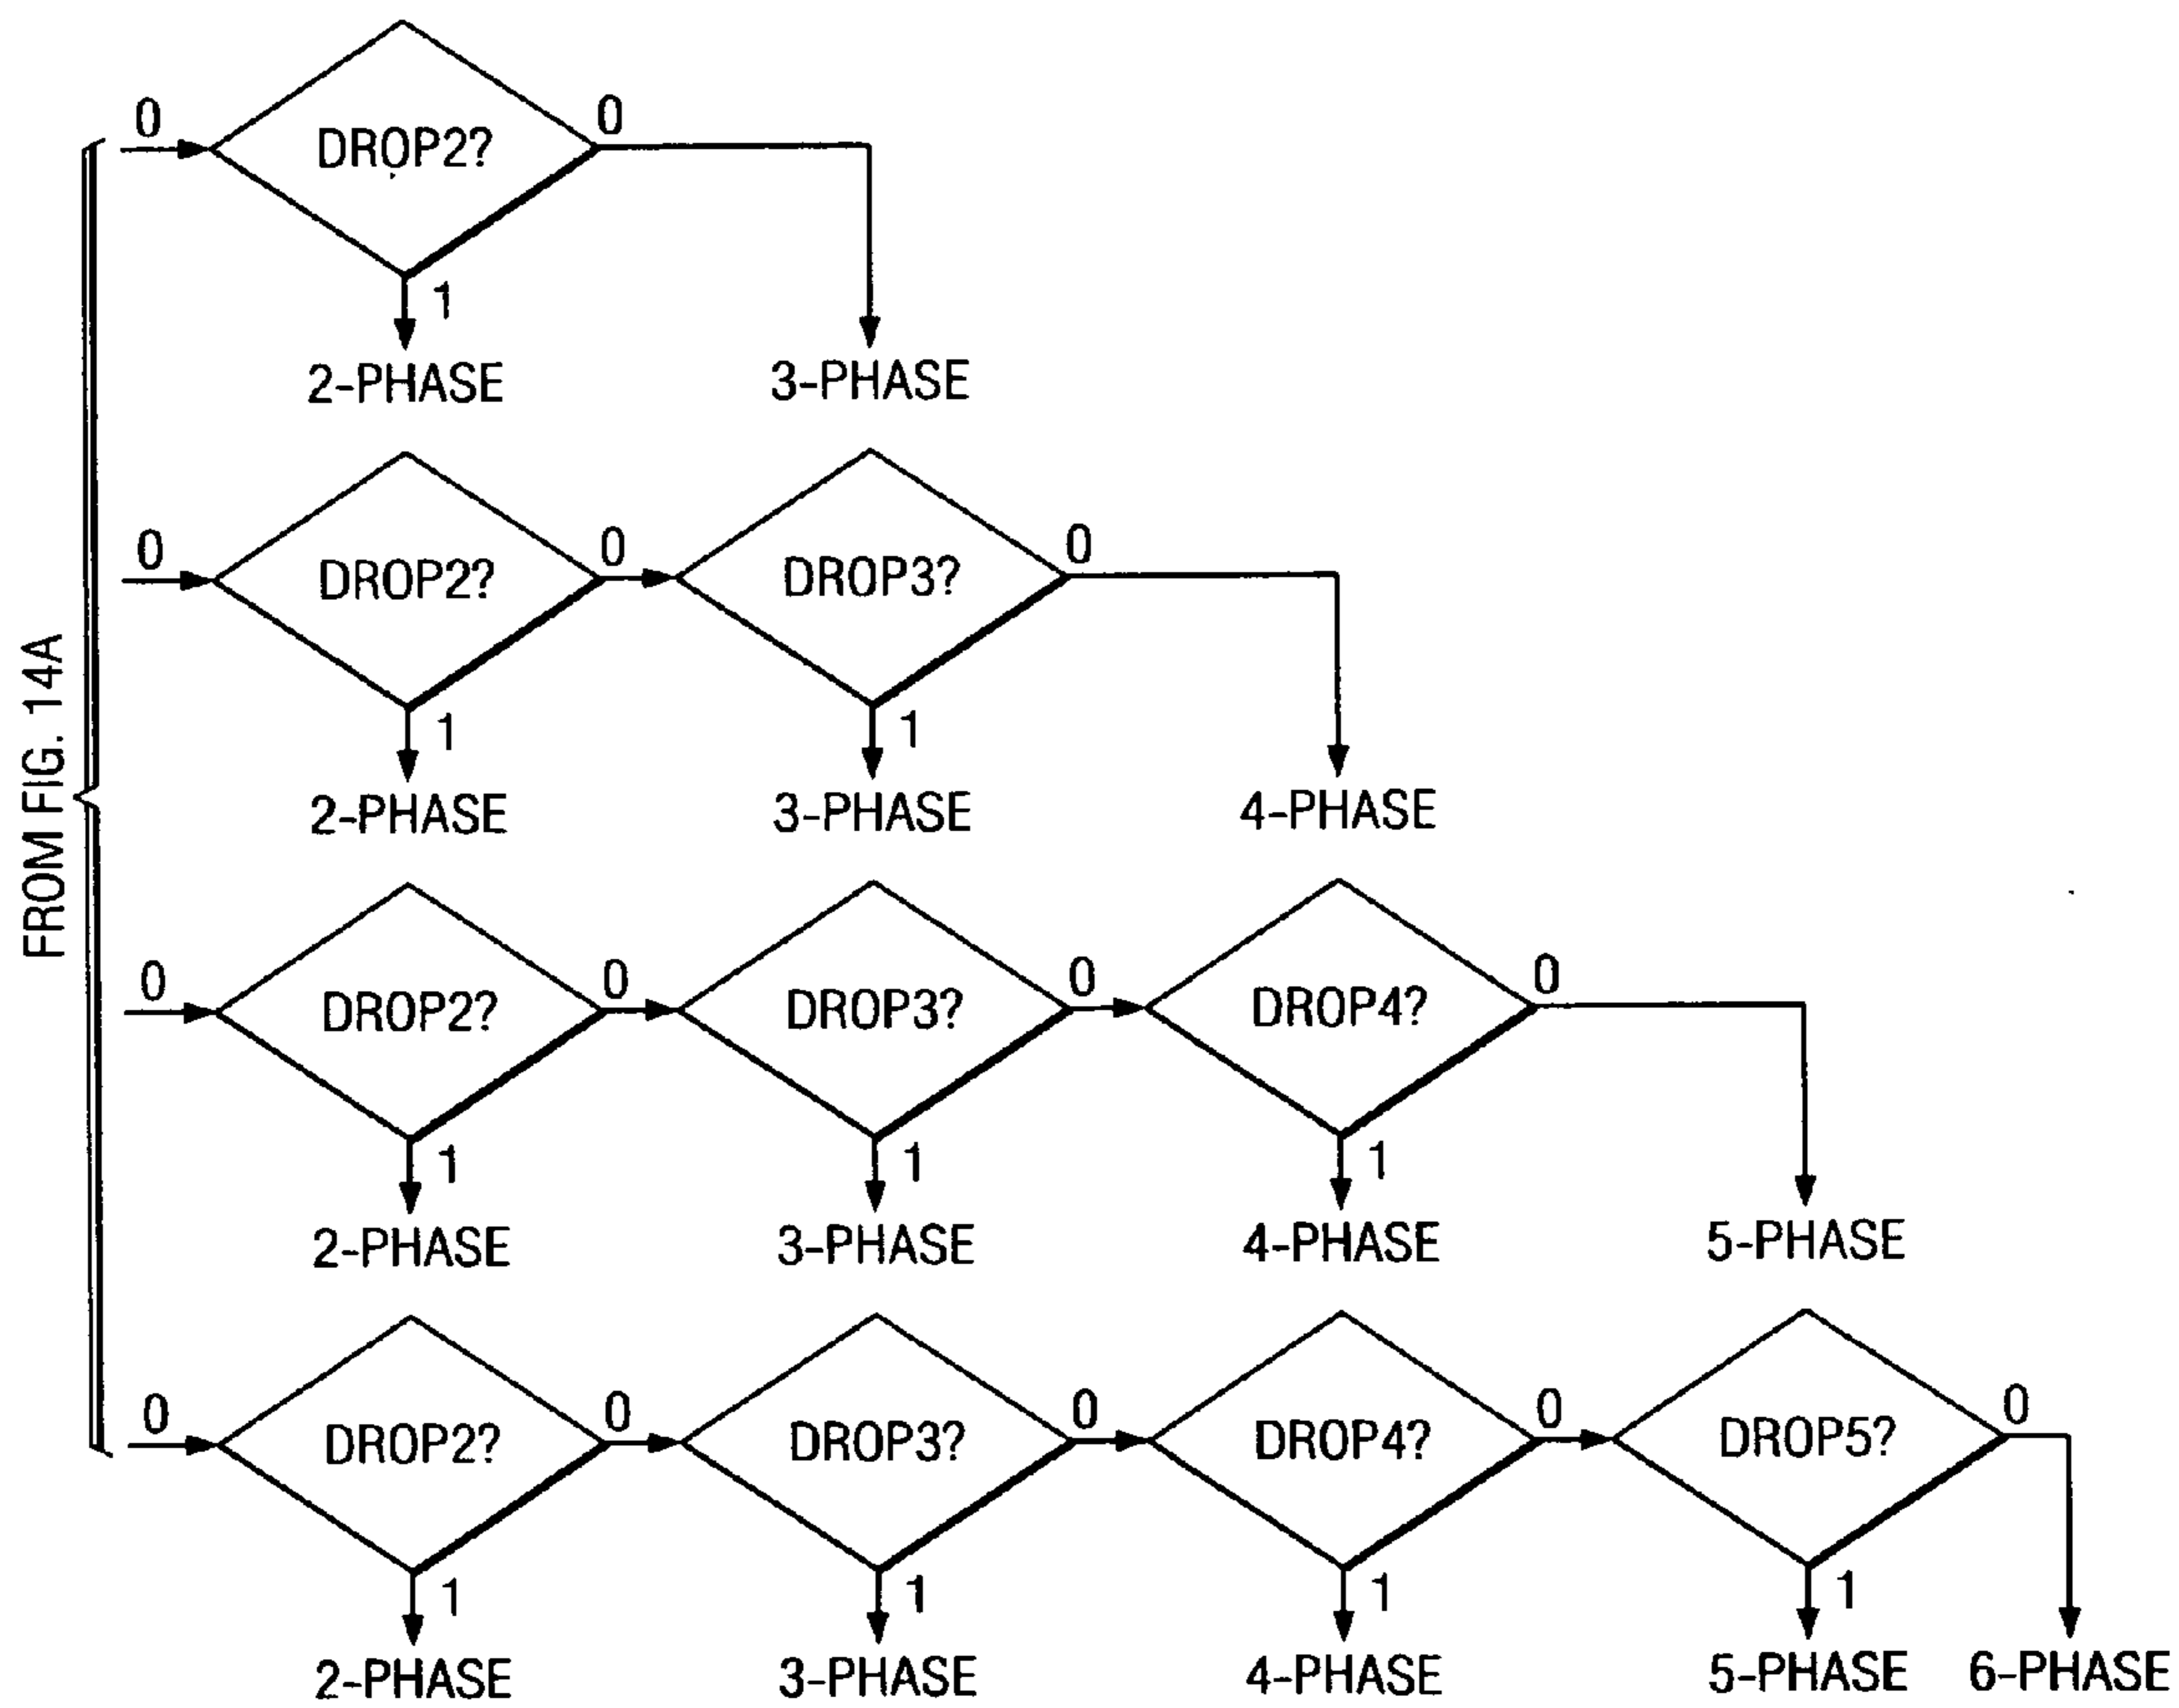 FROM FIG. 14A
0 DROP2? 0
1
2-PHASE 3-PHASE
0 DROP2? 0 DROP3? 0
1 1
2-PHASE 3-PHASE 4-PHASE
0 DROP2? 0 DROP3? 0 DROP4? 0
1 1 1
2-PHASE 3-PHASE 4-PHASE 5-PHASE
0 DROP2? 0 DROP3? 0 DROP4? 0 DROP5? 0
1 1 1 1
2-PHASE 3-PHASE 4-PHASE 5-PHASE 6-PHASE